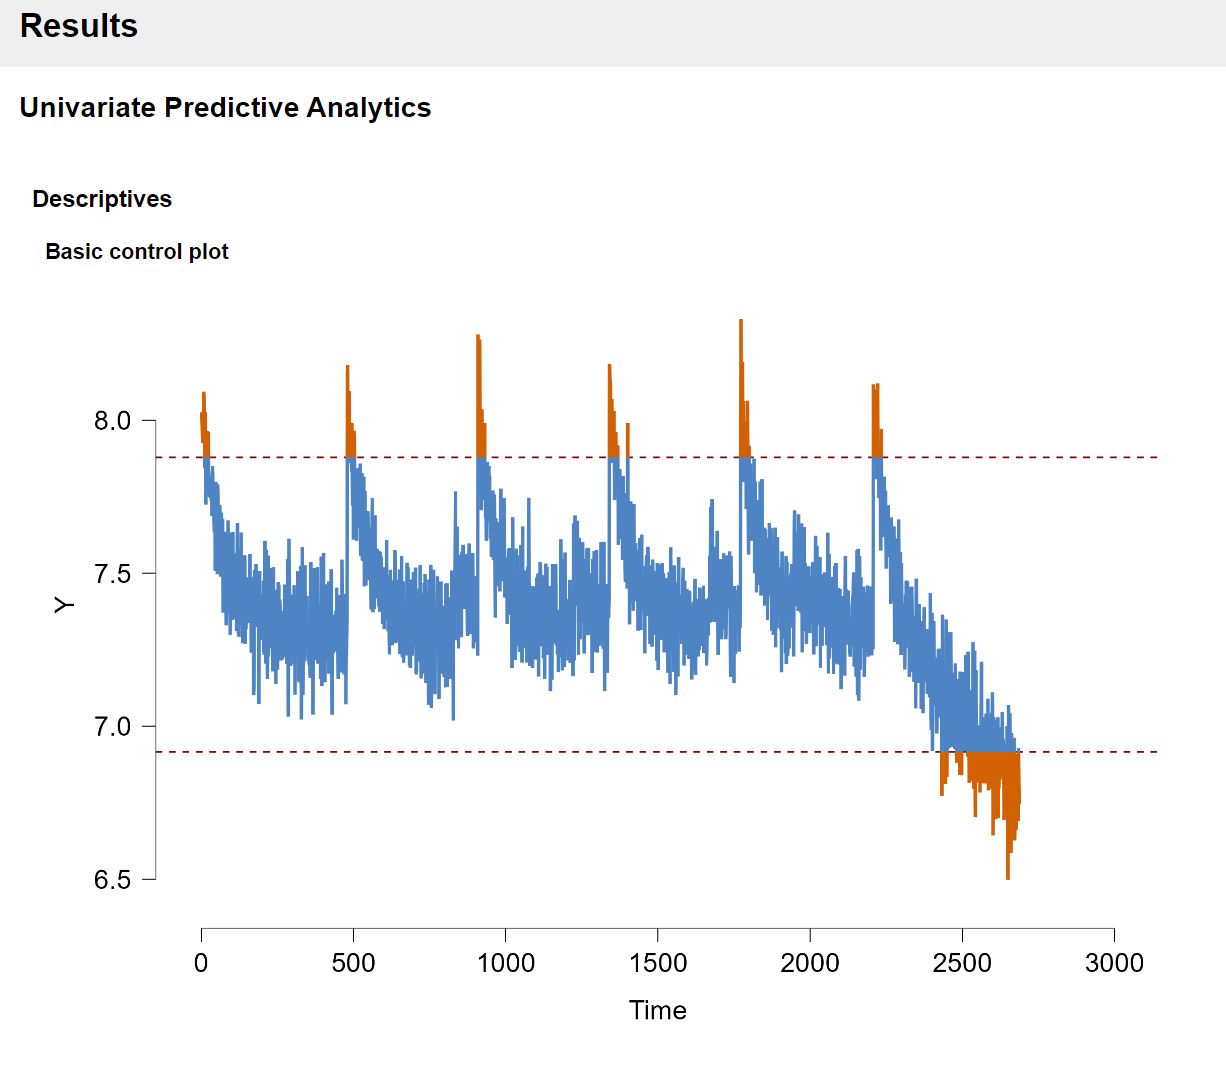 Results
Univariate Predictive Analytics
Descriptives
Basic control plot
8.0
7.5
Y
7.0
6.5
0 500 1000 1500 2000 2500 3000
Time